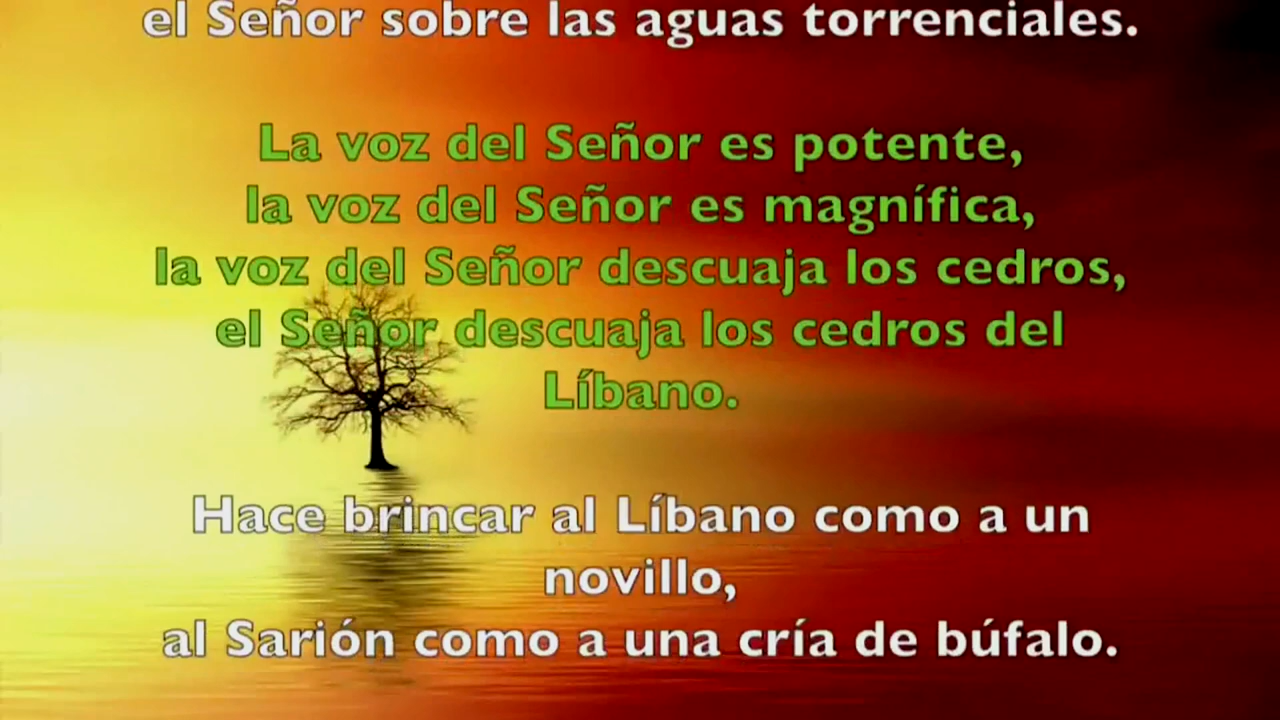 el Señor sobre las aguas torrenciales.
La voz del Señor es potente,
la voz del Señor es magnífica,
la voz del Señor descuaja los cedros,
el Señor descuaja los cedros del
Líbano.
Hace brincar al Líbano como a un
novillo,
al Sarión como a una cría de búfalo.